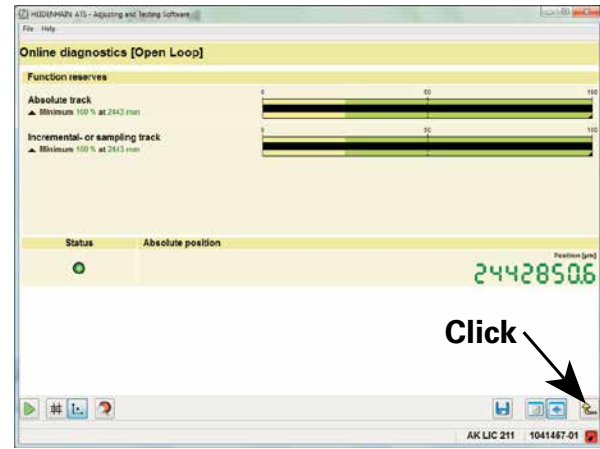 HEIDENHAIN ATS - Adjusting and Testing Software
File Help
Online diagnostics [Open Loop]
Function reserves
Absolute track
0 50 100
Minimum 100 % at 2443 mm
Incremental- or sampling track
0 50 100
Minimum 100 % at 2443 mm
Status Absolute position
Position [µm]
2442850.6
Click
AK LIC 211 1041467-01